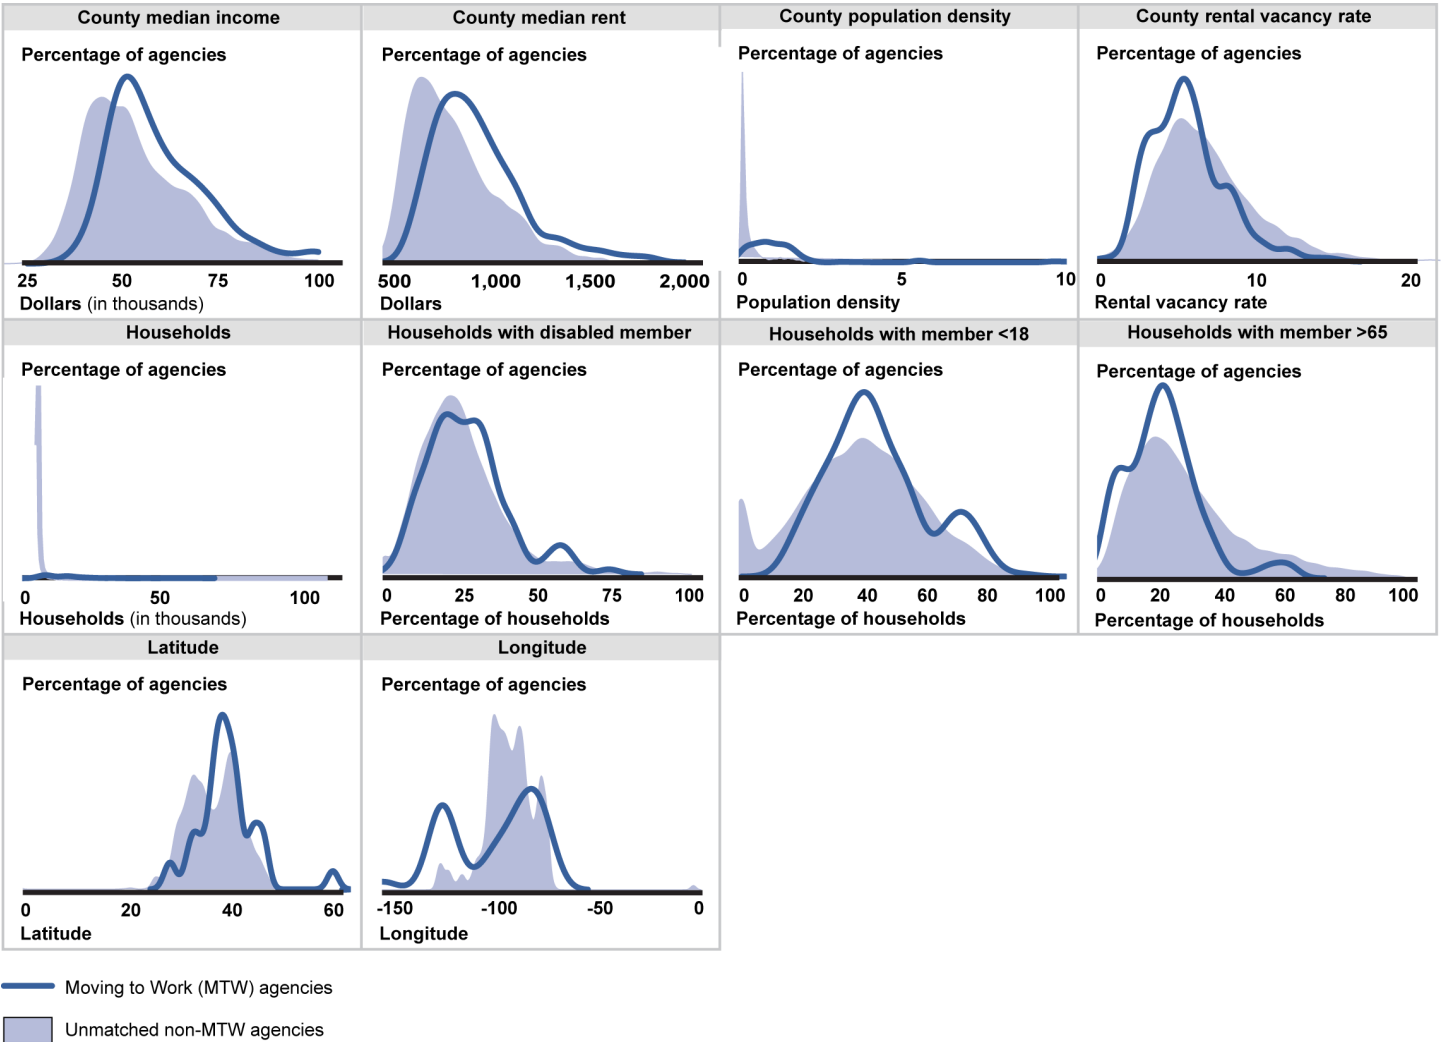 County median income
Percentage of agencies
25 50 75 100
Dollars (in thousands)
County median rent
Percentage of agencies
500 1,000 1,500 2,000
Dollars
County population density
Percentage of agencies
0 5 10
Population density
County rental vacancy rate
Percentage of agencies
0 10 20
Rental vacancy rate
Households
Percentage of agencies
0 50 100
Households (in thousands)
Households with disabled member
Percentage of agencies
0 25 50 75 100
Percentage of households
Households with member <18
Percentage of agencies
0 20 40 60 80 100
Percentage of households
Households with member >65
Percentage of agencies
0 20 40 60 80 100
Percentage of households
Latitude
Percentage of agencies
0 20 40 60
Latitude
Longitude
Percentage of agencies
-150 -100 -50 0
Longitude
Moving to Work (MTW) agencies
Unmatched non-MTW agencies